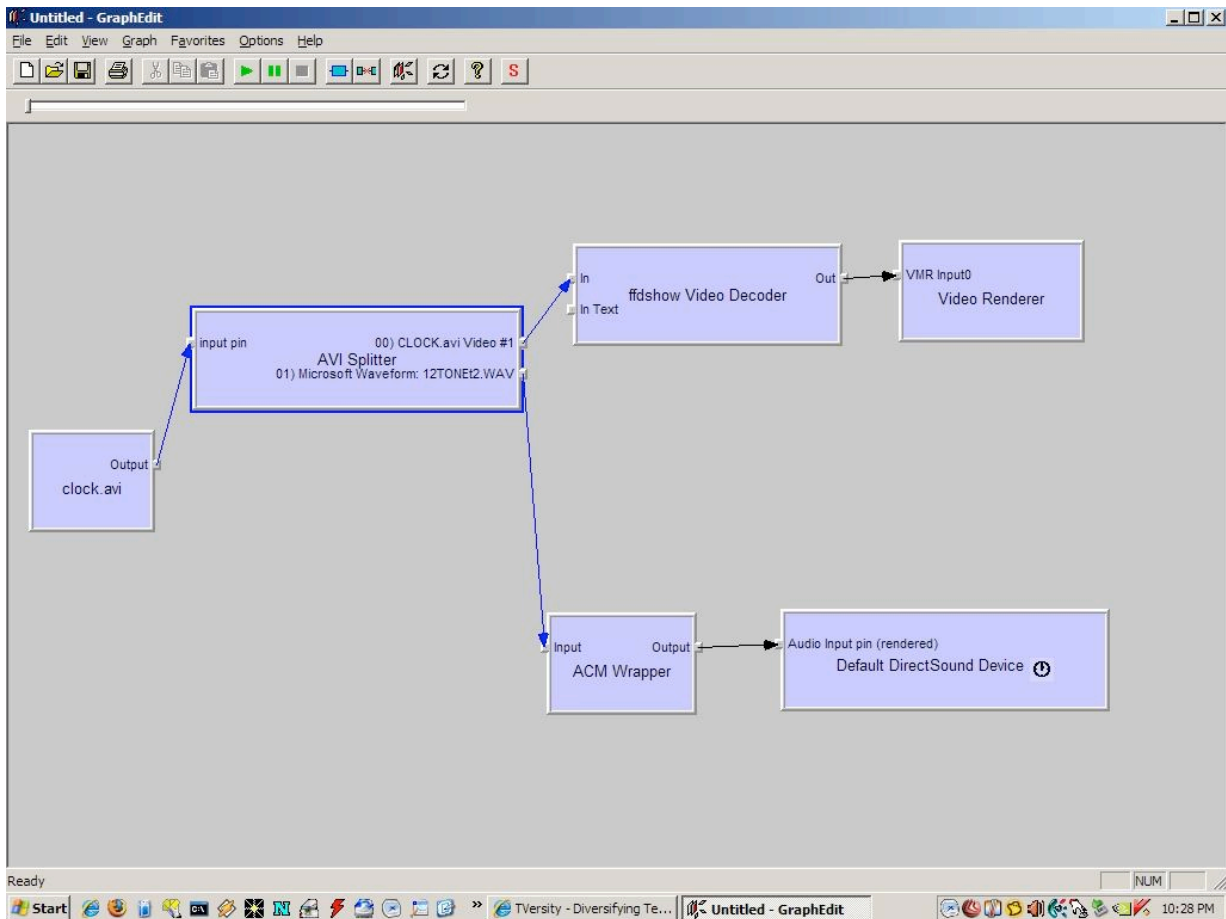 Untitled - GraphEdit
File Edit View Graph Favorites Options Help
S
In
Out
ffdshow Video Decoder
In Text
VMR Input0
Video Renderer
input pin
00) CLOCK.avi Video #1
AVI Splitter
01) Microsoft Waveform: 12TONEt2.WAV
Output
clock.avi
Input
Output
ACM Wrapper
Audio Input pin (rendered)
Default DirectSound Device
Ready
NUM
Start
TVersity - Diversifying Te...
Untitled - GraphEdit
10:28 PM